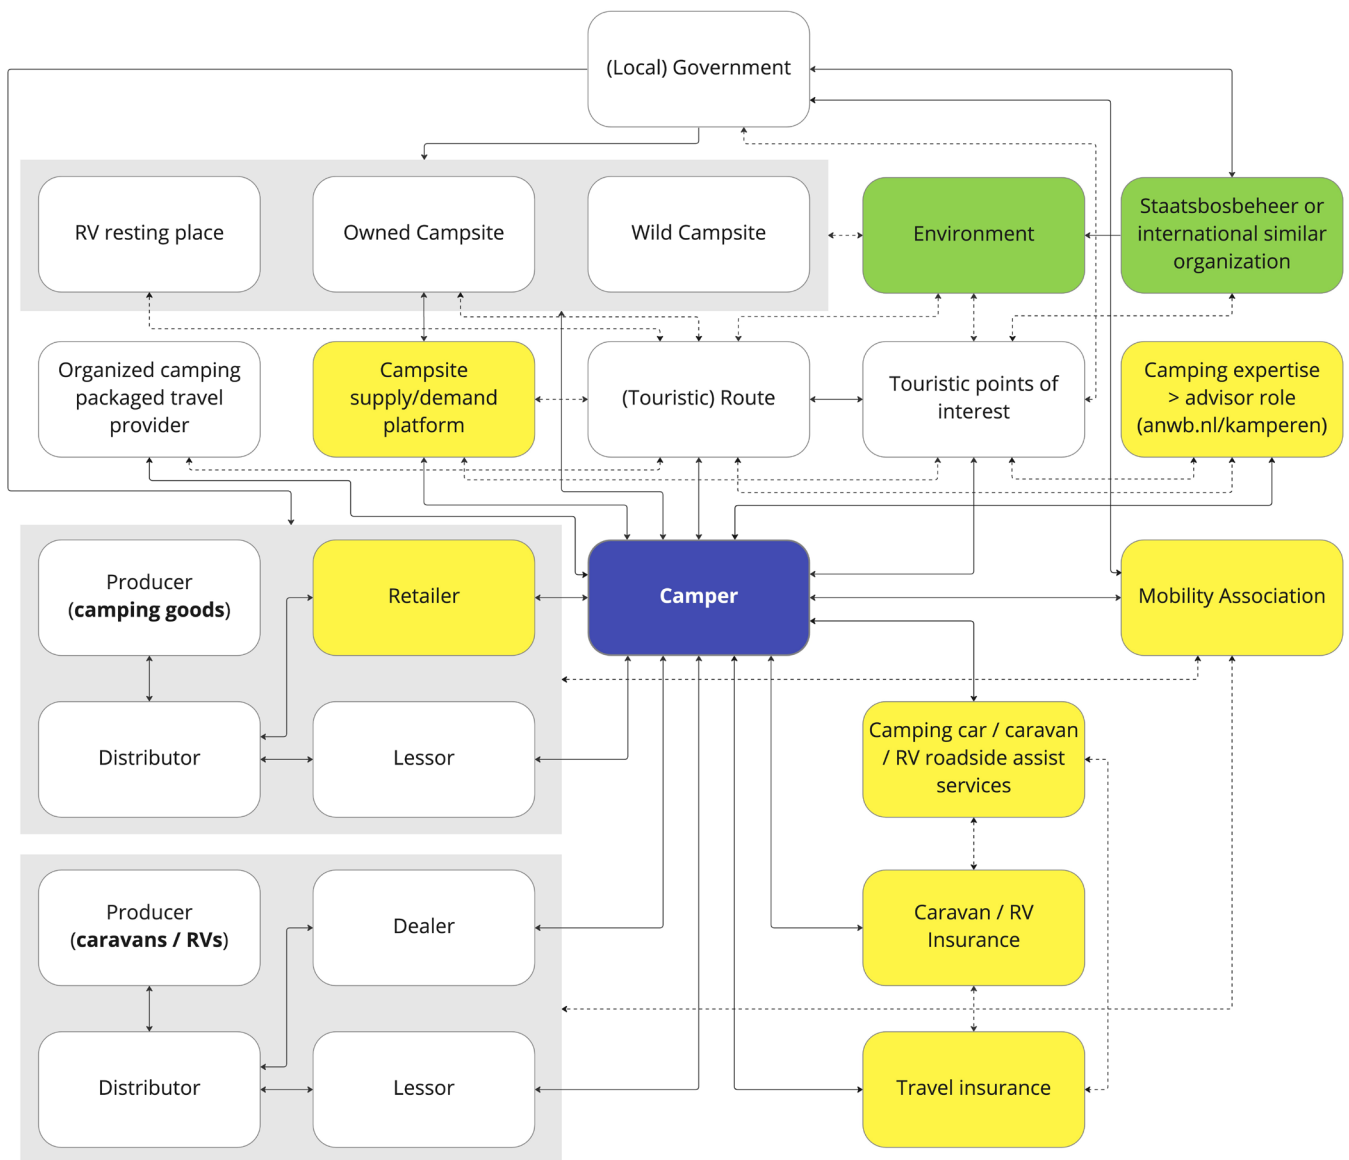 (Local) Government
RV resting place
Owned Campsite
Wild Campsite
Environment
Staatsbosbeheer or
international similar
organization
Organized camping
packaged travel
provider
Campsite
supply/demand
platform
(Touristic) Route
Touristic points of
interest
Camping expertise
> advisor role
(anwb.nl/kamperen)
Producer
(camping goods)
Retailer
Camper
Mobility Association
Distributor
Lessor
Camping car / caravan
/ RV roadside assist
services
Producer
(caravans / RVs)
Dealer
Caravan / RV
Insurance
Distributor
Lessor
Travel insurance